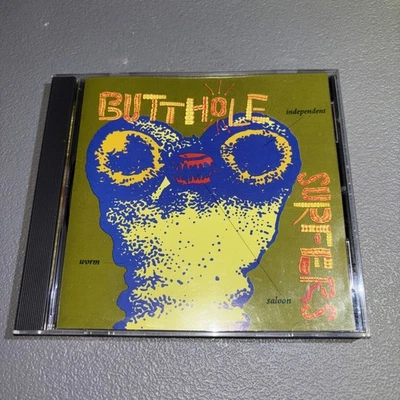 BUTTHOLE
independent
SURFERS
worm
saloon